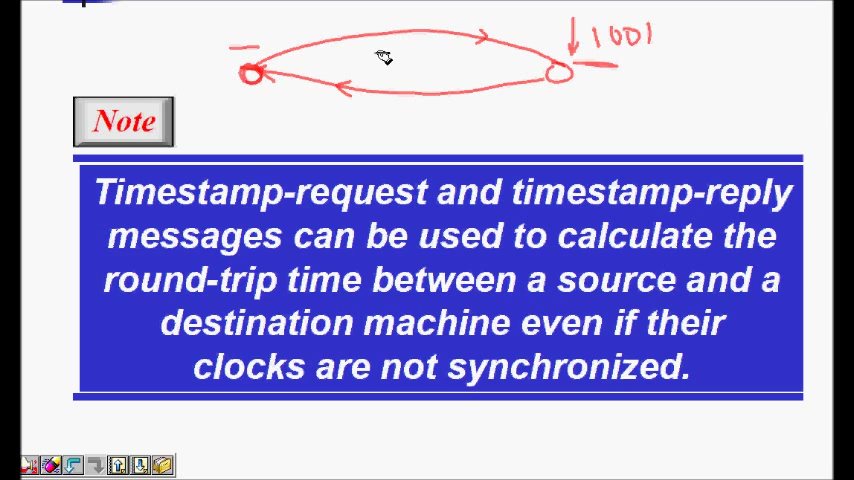 1001
Note
Timestamp-request and timestamp-reply
messages can be used to calculate the
round-trip time between a source and a
destination machine even if their
clocks are not synchronized.